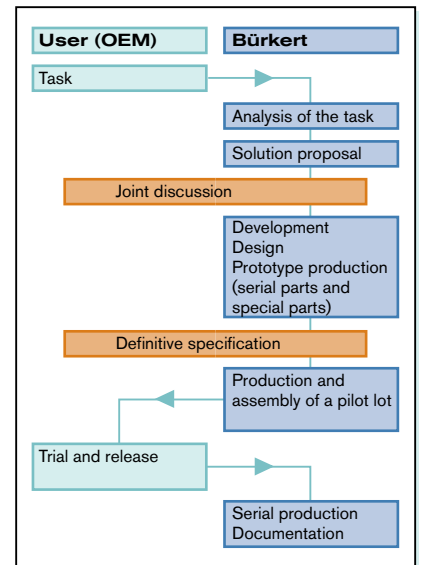 User (OEM)
Bürkert
Task
Analysis of the task
Solution proposal
Joint discussion
Development
Design
Prototype production
(serial parts and
special parts)
Definitive specification
Production and
assembly of a pilot lot
Trial and release
Serial production
Documentation